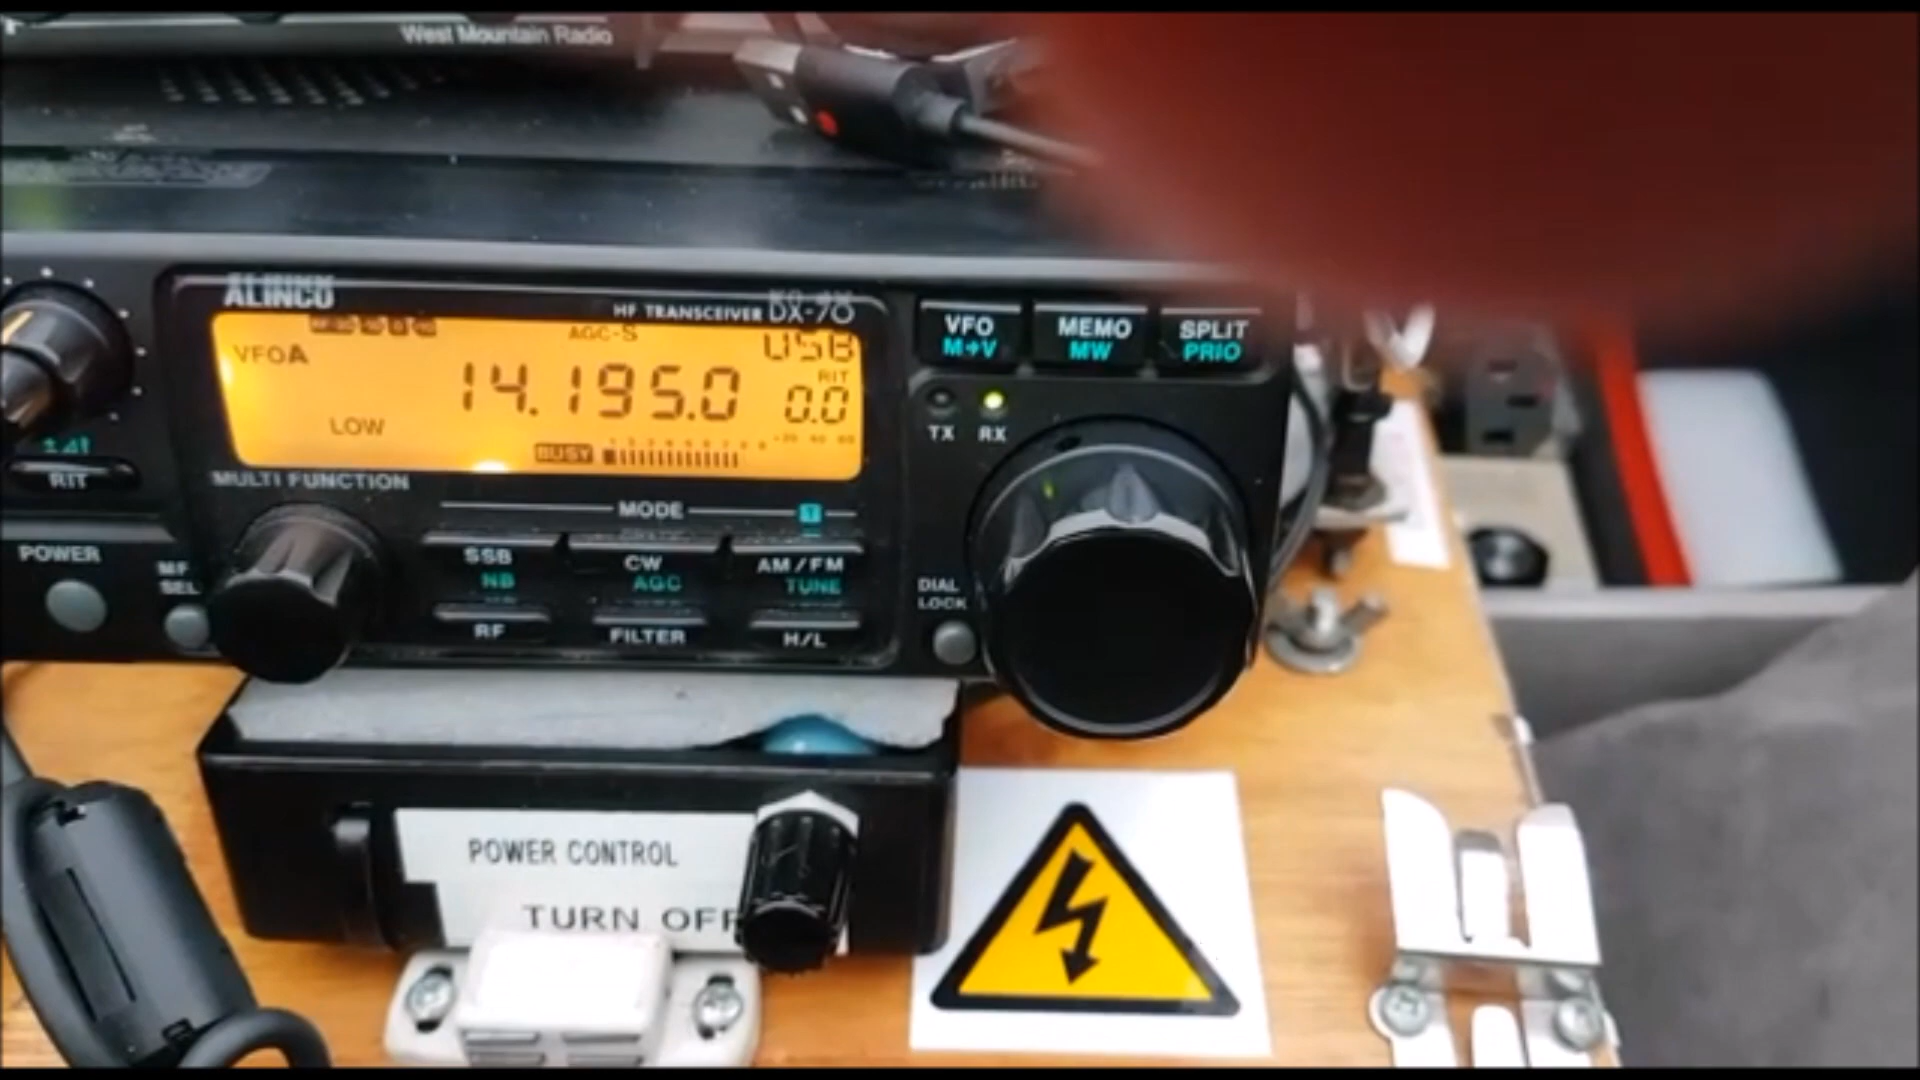 West Mountain Radio
ALINCO
HF TRANSCEIVER DX-70
AGC-S
USB
VFOA
14.195.0
RIT
0.0
LOW
BUSY
VFO
M→V
MEMO
MW
SPLIT
PRIO
TX
RX
RIT
MULTI FUNCTION
MODE
T
POWER
MF
SEL
SSB
NB
CW
AGC
AM/FM
TUNE
RF
FILTER
H/L
DIAL
LOCK
POWER CONTROL
TURN OFF